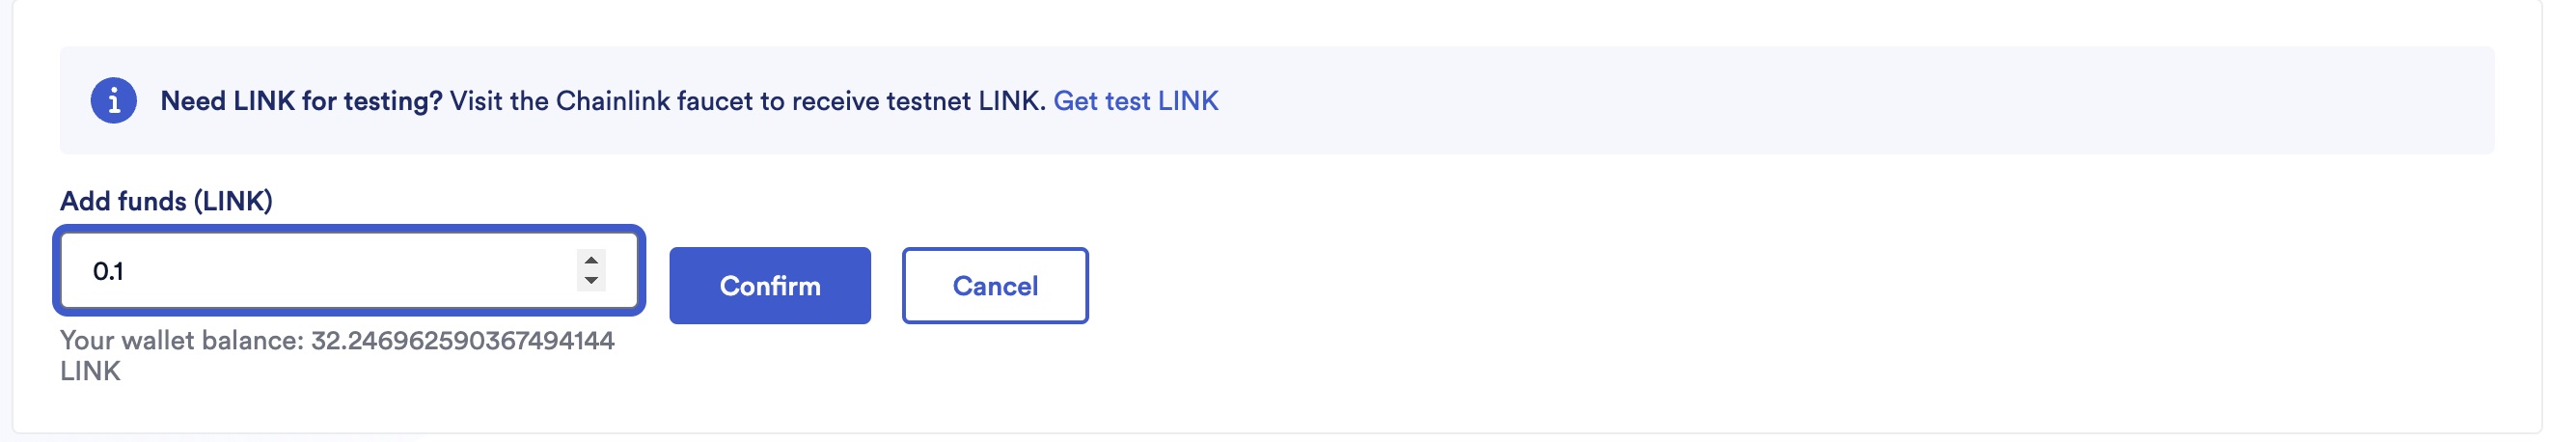 Need LINK for testing? Visit the Chainlink faucet to receive testnet LINK. Get test LINK
Add funds (LINK)
0.1
Confirm
Cancel
Your wallet balance: 32.246962590367494144
LINK